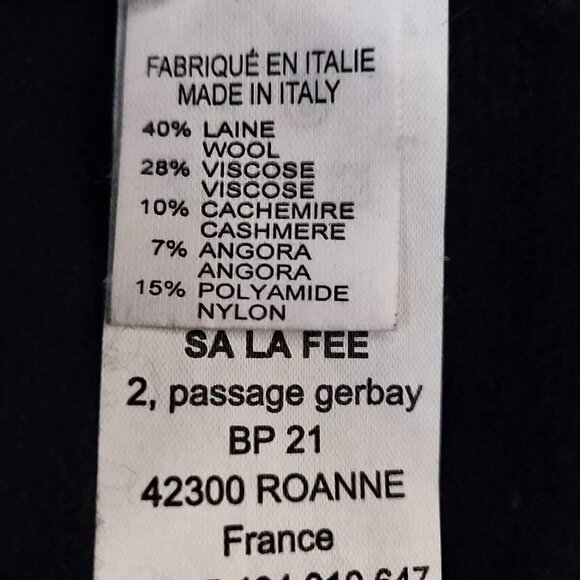 FABRIQUÉ EN ITALIE
MADE IN ITALY
40% LAINE
WOOL
28% VISCOSE
VISCOSE
10% CACHEMIRE
CASHMERE
7% ANGORA
ANGORA
15% POLYAMIDE
NYLON
SA LA FEE
2, passage gerbay
BP 21
42300 ROANNE
France